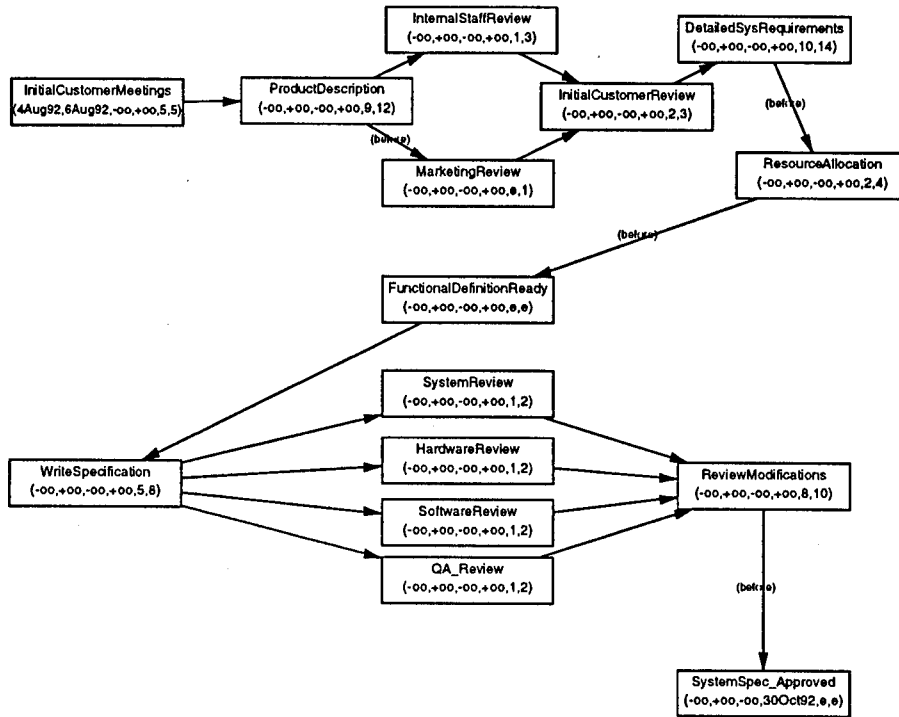 InternalStaffReview
(-oo,+oo,-oo,+oo,1,3)
DetailedSysRequirements
(-oo,+oo,-oo,+oo,10,14)
InitialCustomerMeetings
(4Aug92,6Aug92,-oo,+oo,5,5)
ProductDescription
(-oo,+oo,-oo,+oo,9,12)
InitialCustomerReview
(-oo,+oo,-oo,+oo,2,3)
(before)
(before)
MarketingReview
(-oo,+oo,-oo,+oo,e,1)
ResourceAllocation
(-oo,+oo,-oo,+oo,2,4)
(before)
FunctionalDefinitionReady
(-oo,+oo,-oo,+oo,e,e)
SystemReview
(-oo,+oo,-oo,+oo,1,2)
HardwareReview
(-oo,+oo,-oo,+oo,1,2)
WriteSpecification
(-oo,+oo,-oo,+oo,5,8)
ReviewModifications
(-oo,+oo,-oo,+oo,8,10)
SoftwareReview
(-oo,+oo,-oo,+oo,1,2)
QA_Review
(-oo,+oo,-oo,+oo,1,2)
(before)
SystemSpec_Approved
(-oo,+oo,-oo,30Oct92,e,e)